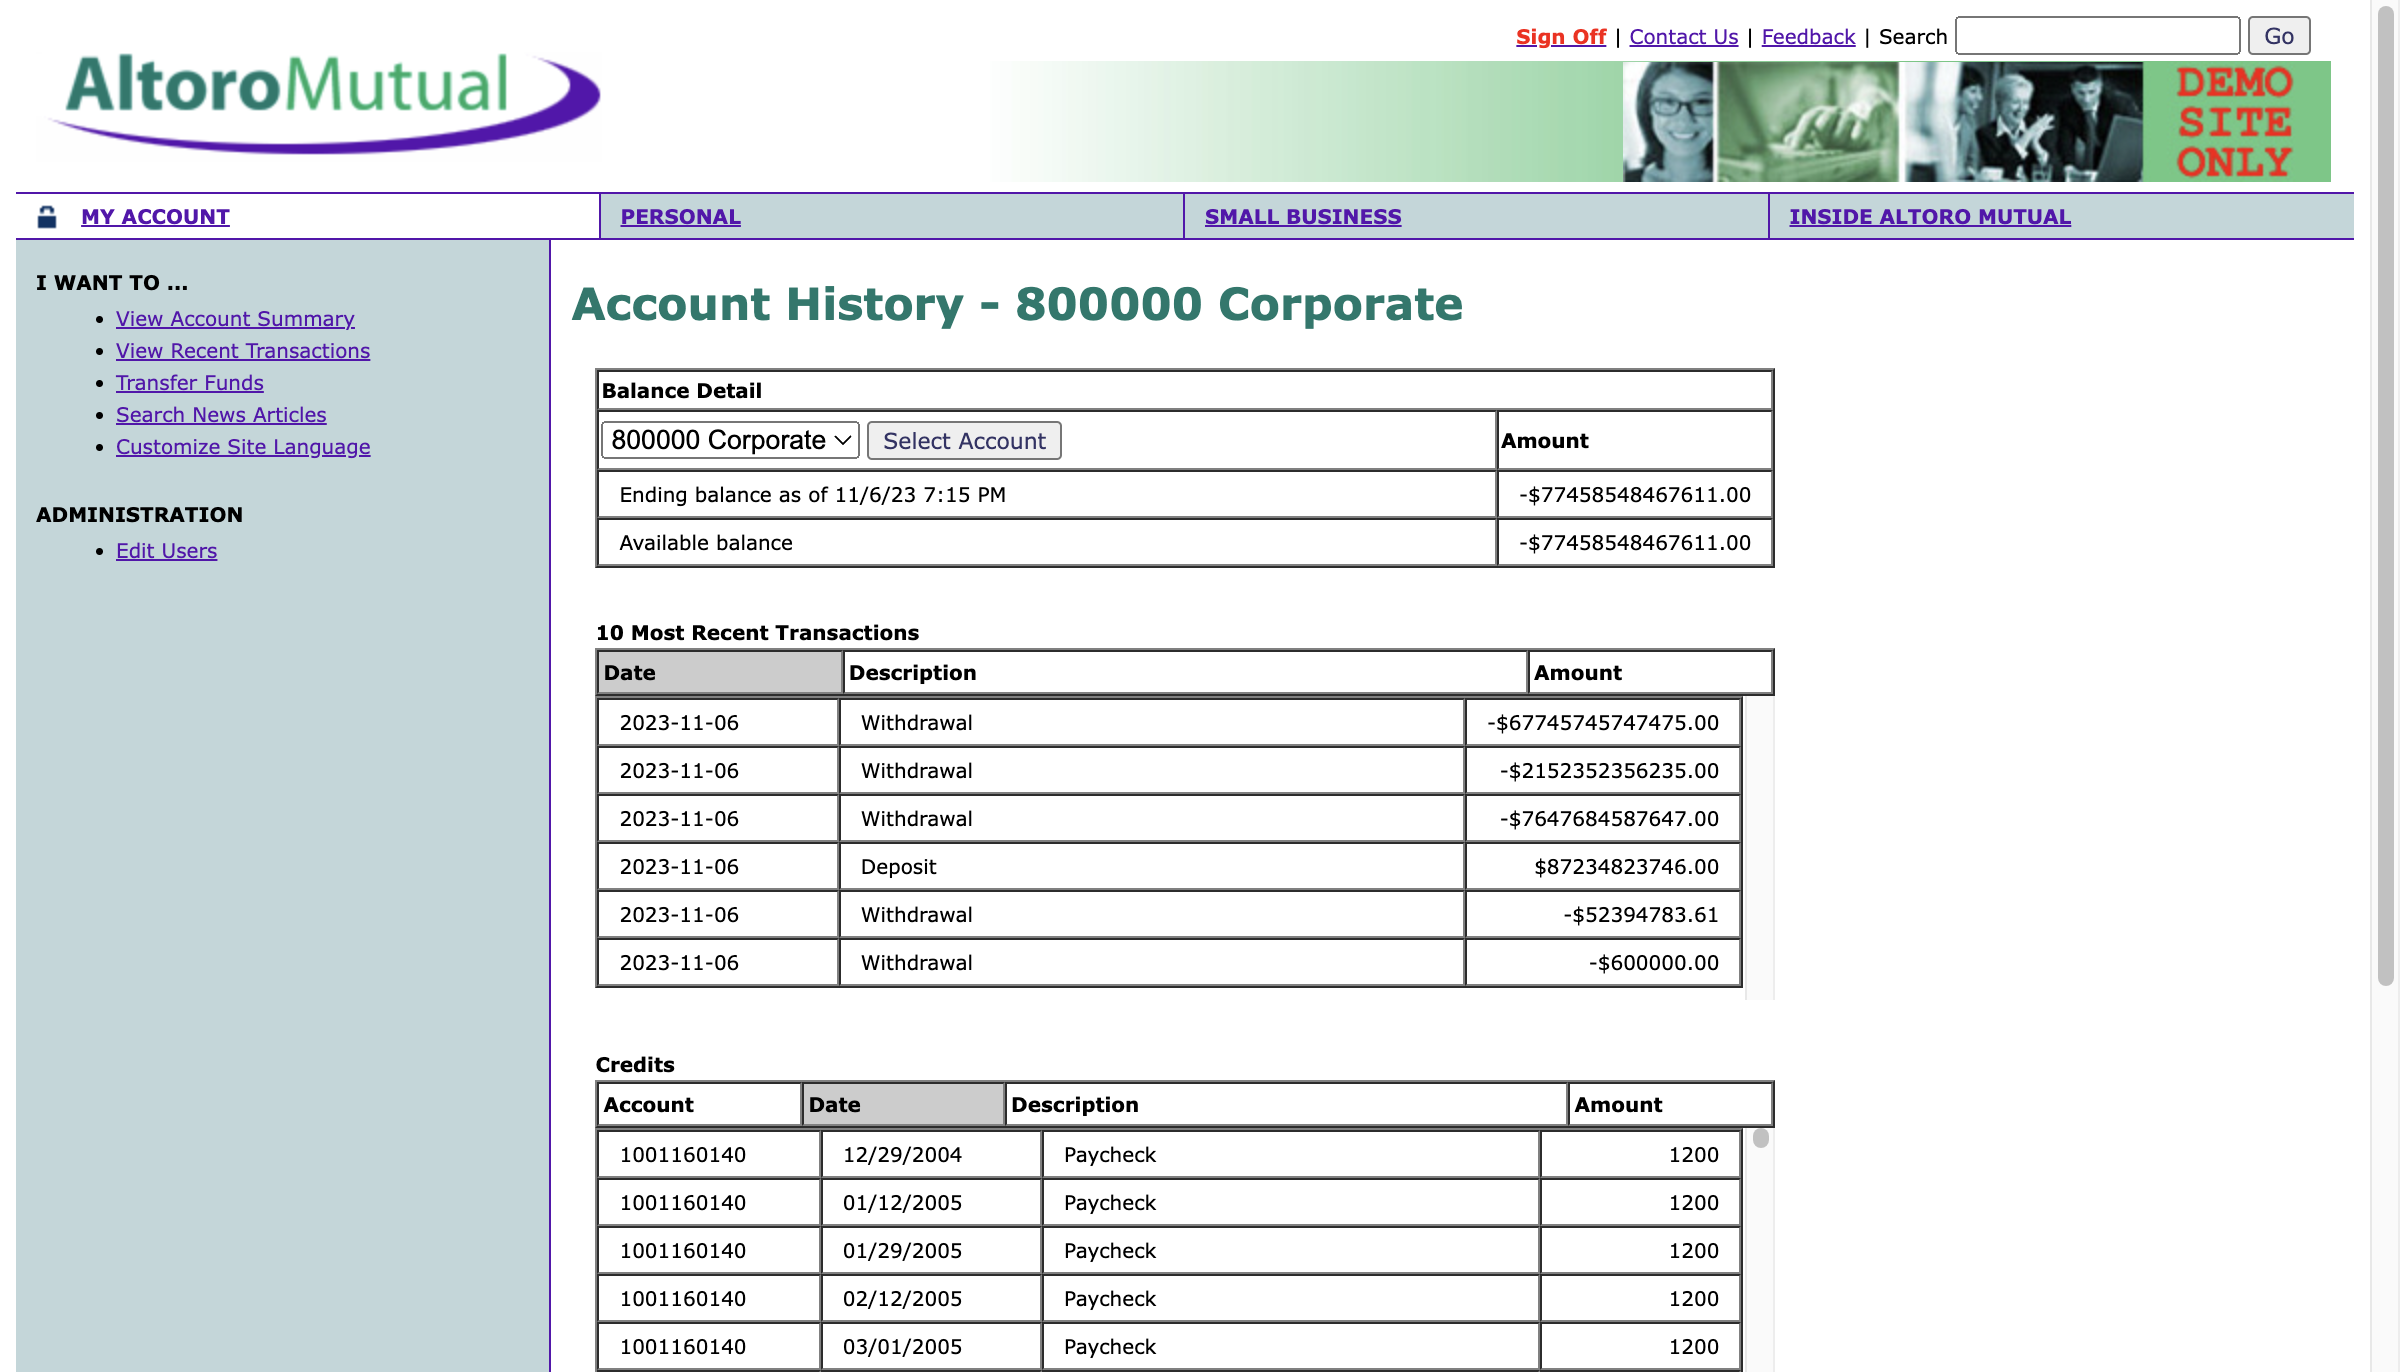 Sign Off | Contact Us | Feedback | Search Go
AltoroMutual
DEMO
SITE
ONLY
MY ACCOUNT PERSONAL SMALL BUSINESS INSIDE ALTORO MUTUAL
I WANT TO ...
• View Account Summary
• View Recent Transactions
• Transfer Funds
• Search News Articles
• Customize Site Language
ADMINISTRATION
• Edit Users
Account History - 800000 Corporate
Balance Detail
800000 Corporate Select Account Amount
Ending balance as of 11/6/23 7:15 PM -$77458548467611.00
Available balance -$77458548467611.00
10 Most Recent Transactions
Date Description Amount
2023-11-06 Withdrawal -$67745745747475.00
2023-11-06 Withdrawal -$2152352356235.00
2023-11-06 Withdrawal -$7647684587647.00
2023-11-06 Deposit $87234823746.00
2023-11-06 Withdrawal -$52394783.61
2023-11-06 Withdrawal -$600000.00
Credits
Account Date Description Amount
1001160140 12/29/2004 Paycheck 1200
1001160140 01/12/2005 Paycheck 1200
1001160140 01/29/2005 Paycheck 1200
1001160140 02/12/2005 Paycheck 1200
1001160140 03/01/2005 Paycheck 1200